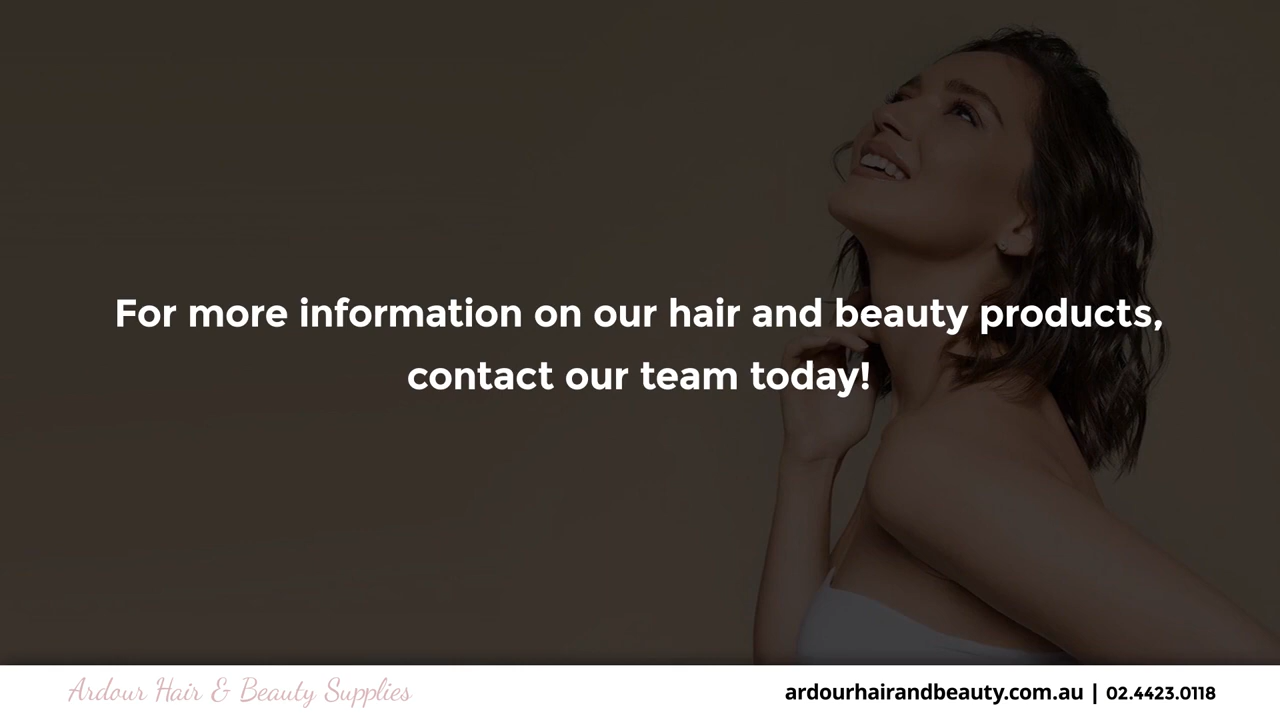 For more information on our hair and beauty products,
contact our team today!
Ardour Hair & Beauty Supplies
ardourhairandbeauty.com.au | 02.4423.0118